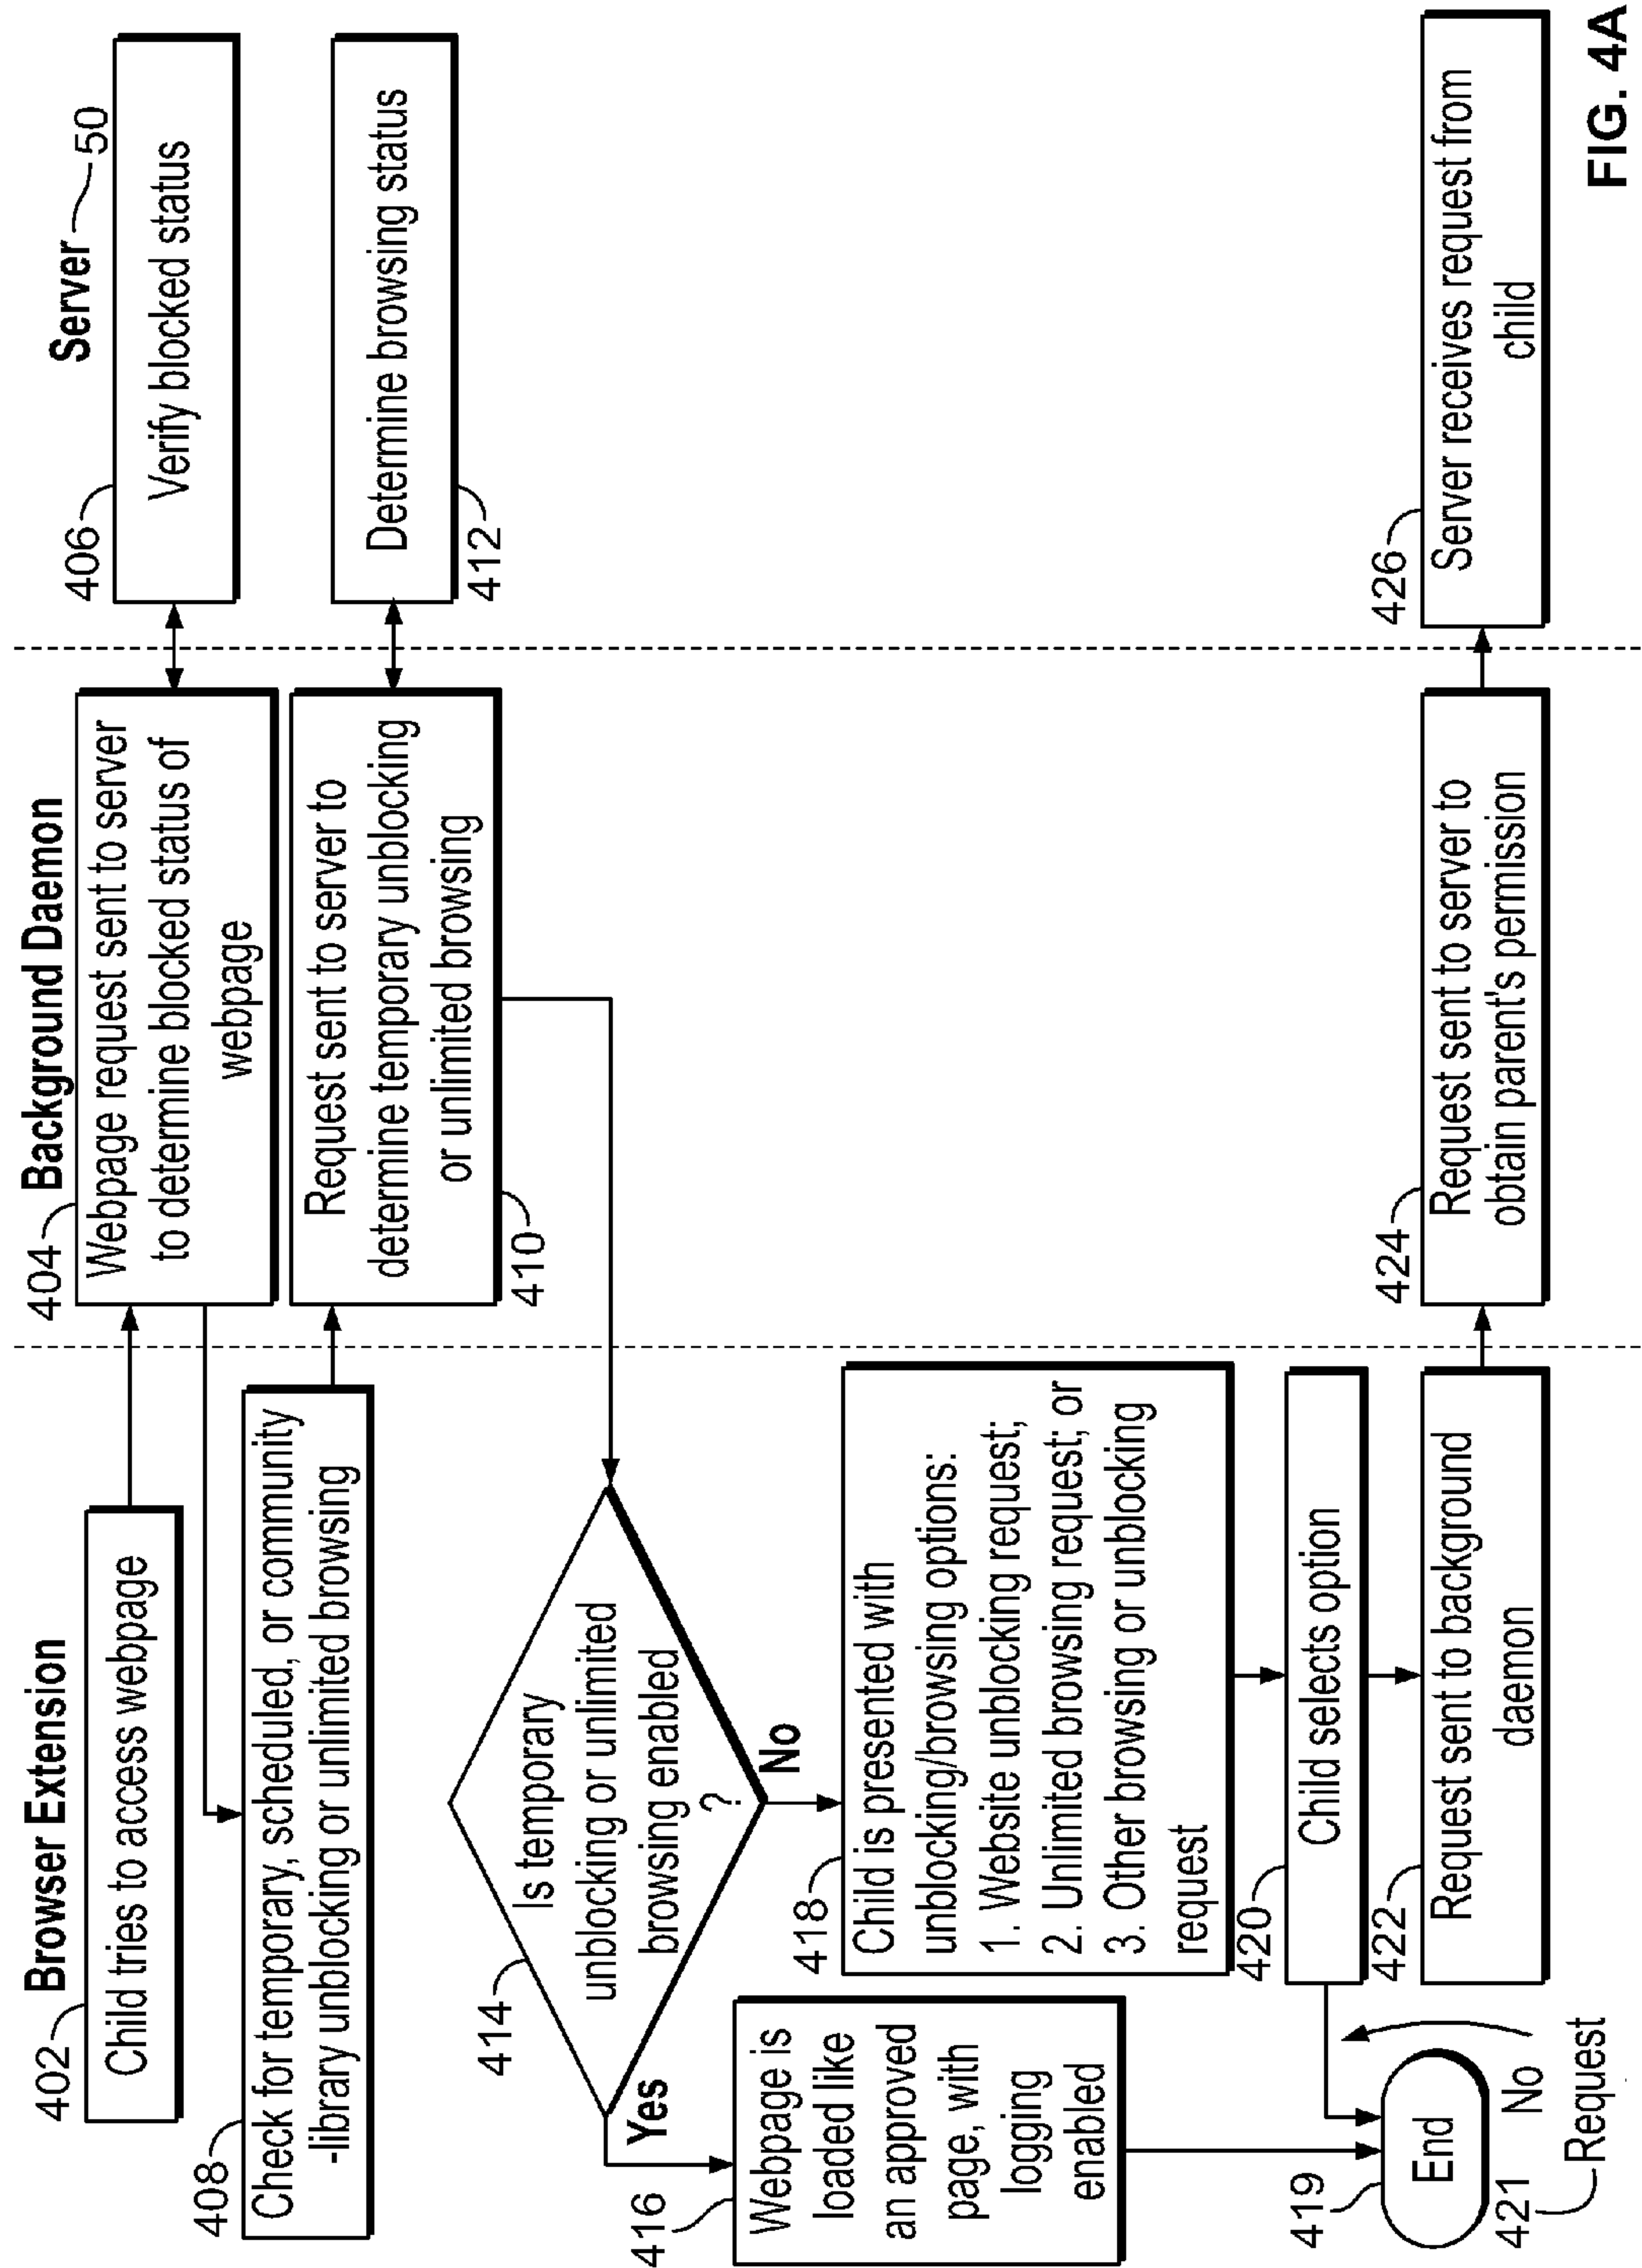 Browser Extension
Background Daemon
Server 50
402
Child tries to access webpage
404
Webpage request sent to server
to determine blocked status of
webpage
406
Verify blocked status
408
Check for temporary, scheduled, or community
-library unblocking or unlimited browsing
410
Request sent to server to
determine temporary unblocking
or unlimited browsing
412
Determine browsing status
414
Is temporary
unblocking or unlimited
browsing enabled
?
Yes
No
416
Webpage is
loaded like
an approved
page, with
logging
enabled
418
Child is presented with
unblocking/browsing options:
1. Website unblocking request;
2. Unlimited browsing request; or
3. Other browsing or unblocking
request
419
End
420
Child selects option
421
No
Request
422
Request sent to background
daemon
424
Request sent to server to
obtain parent's permission
426
Server receives request from
child
FIG. 4A